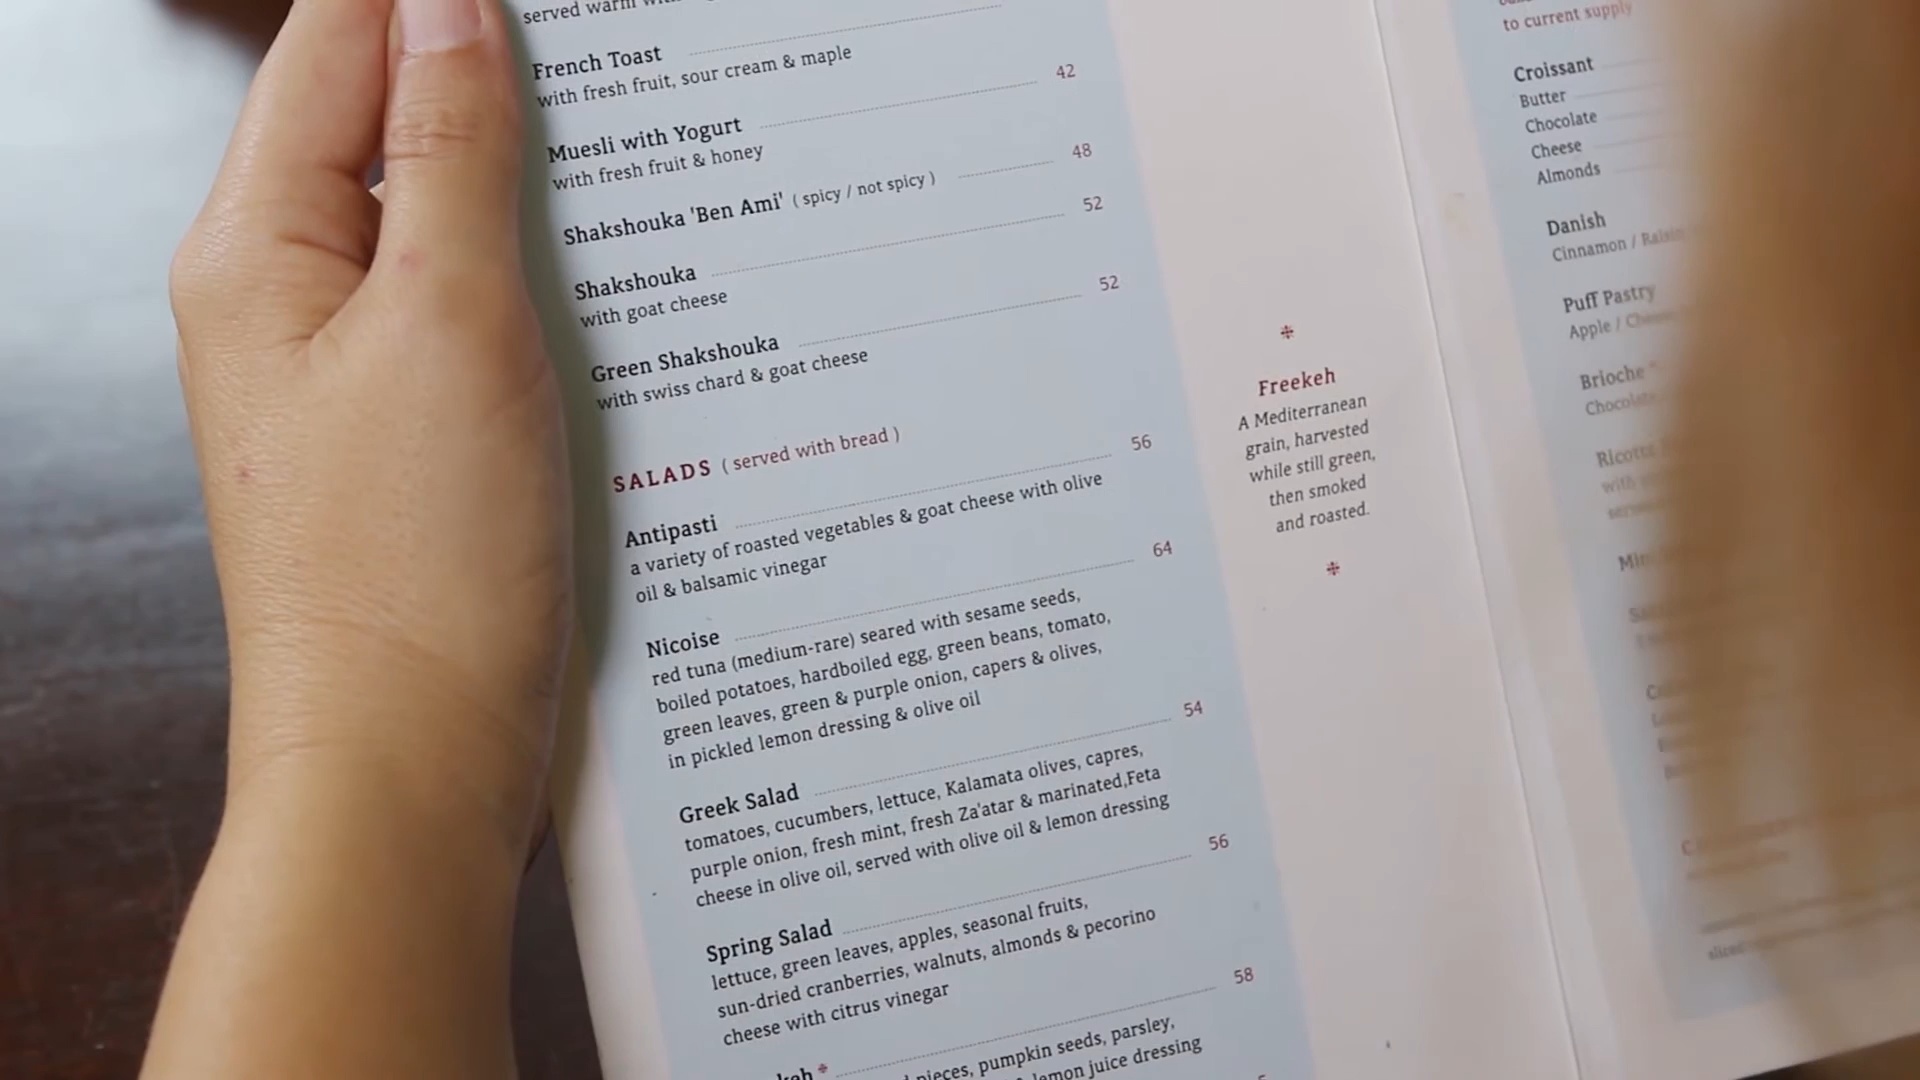 served warm
French Toast
with fresh fruit, sour cream & maple
Muesli with Yogurt 42
with fresh fruit & honey
Shakshouka 'Ben Ami' ( spicy / not spicy ) 48
Shakshouka 52
with goat cheese
Green Shakshouka 52
with swiss chard & goat cheese
SALADS ( served with bread )
Antipasti 56
a variety of roasted vegetables & goat cheese with olive
oil & balsamic vinegar
Nicoise 64
red tuna (medium-rare) seared with sesame seeds,
boiled potatoes, hardboiled egg, green beans, tomato,
green leaves, green & purple onion, capers & olives,
in pickled lemon dressing & olive oil
Greek Salad 54
tomatoes, cucumbers, lettuce, Kalamata olives, capres,
purple onion, fresh mint, fresh Za'atar & marinated,Feta
cheese in olive oil, served with olive oil & lemon dressing
Spring Salad 56
lettuce, green leaves, apples, seasonal fruits,
sun-dried cranberries, walnuts, almonds & pecorino
cheese with citrus vinegar
58
pieces, pumpkin seeds, parsley,
lemon juice dressing
Freekeh
A Mediterranean
grain, harvested
while still green,
then smoked
and roasted.
to current supply
Croissant
Butter
Chocolate
Cheese
Almonds
Danish
Cinnamon / Raisin
Puff Pastry
Apple / Cheese
Brioche
Chocolate
Ricotta